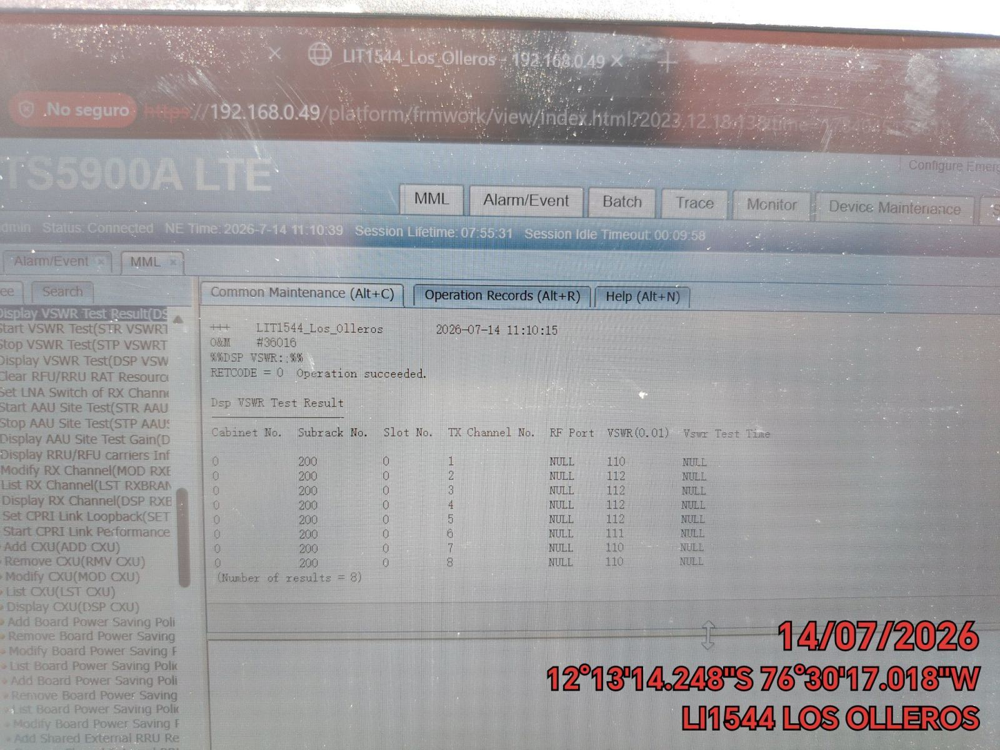 LIT1544_Los_Olleros - 192.168.0.49
No seguro https://192.168.0.49/platform/frmwork/view/index.html?2023.12.18.13&time=
TS5900A LTE
Configure Emerg
MML Alarm/Event Batch Trace Monitor Device Maintenance S
dmin Status: Connected NE Time: 2026-7-14 11:10:39 Session Lifetime: 07:55:31 Session Idle Timeout: 00:09:58
Alarm/Event MML
ee Search
Common Maintenance (Alt+C) Operation Records (Alt+R) Help (Alt+N)
Display VSWR Test Result(DS
Start VSWR Test(STR VSWRT
Stop VSWR Test(STP VSWRT
Display VSWR Test(DSP VSW
Clear RFU/RRU RAT Resource
Set LNA Switch of RX Channe
Start AAU Site Test(STR AAU
Stop AAU Site Test(STP AAUS
Display AAU Site Test Gain(D
Display RRU/RFU carriers Inf
Modify RX Channel(MOD RXB
List RX Channel(LST RXBRAN
Display RX Channel(DSP RXB
Set CPRI Link Loopback(SET
Start CPRI Link Performance
Add CXU(ADD CXU)
Remove CXU(RMV CXU)
Modify CXU(MOD CXU)
List CXU(LST CXU)
Display CXU(DSP CXU)
Add Board Power Saving Poli
Remove Board Power Saving
Modify Board Power Saving P
List Board Power Saving Polic
Add Board Power Saving Poli
Remove Board Power Saving
List Board Power Saving Polic
Modify Board Power Saving P
Add Shared External RRU Re
+++ LIT1544_Los_Olleros 2026-07-14 11:10:15
O&M #36016
%%DSP VSWR:;%%
RETCODE = 0 Operation succeeded.
Dsp VSWR Test Result
Cabinet No. Subrack No. Slot No. TX Channel No. RF Port VSWR(0.01) Vswr Test Time
0 200 0 1 NULL 110 NULL
0 200 0 2 NULL 112 NULL
0 200 0 3 NULL 112 NULL
0 200 0 4 NULL 112 NULL
0 200 0 5 NULL 112 NULL
0 200 0 6 NULL 111 NULL
0 200 0 7 NULL 110 NULL
0 200 0 8 NULL 110 NULL
(Number of results = 8)
14/07/2026
12°13'14.248"S 76°30'17.018"W
LI1544 LOS OLLEROS